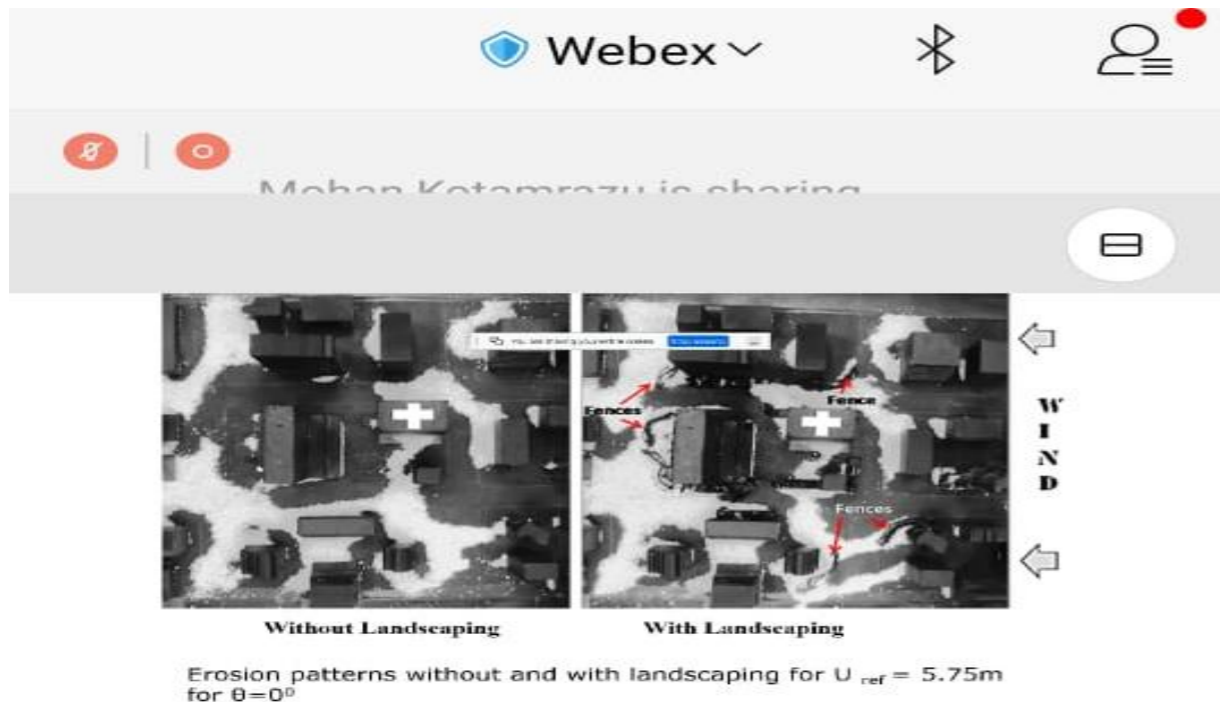 Webex
Mohan Kotamrazu is sharing
Fences
Fence
Fences
WIND
Without Landscaping
With Landscaping
Erosion patterns without and with landscaping for U ref = 5.75m
for θ=0⁰